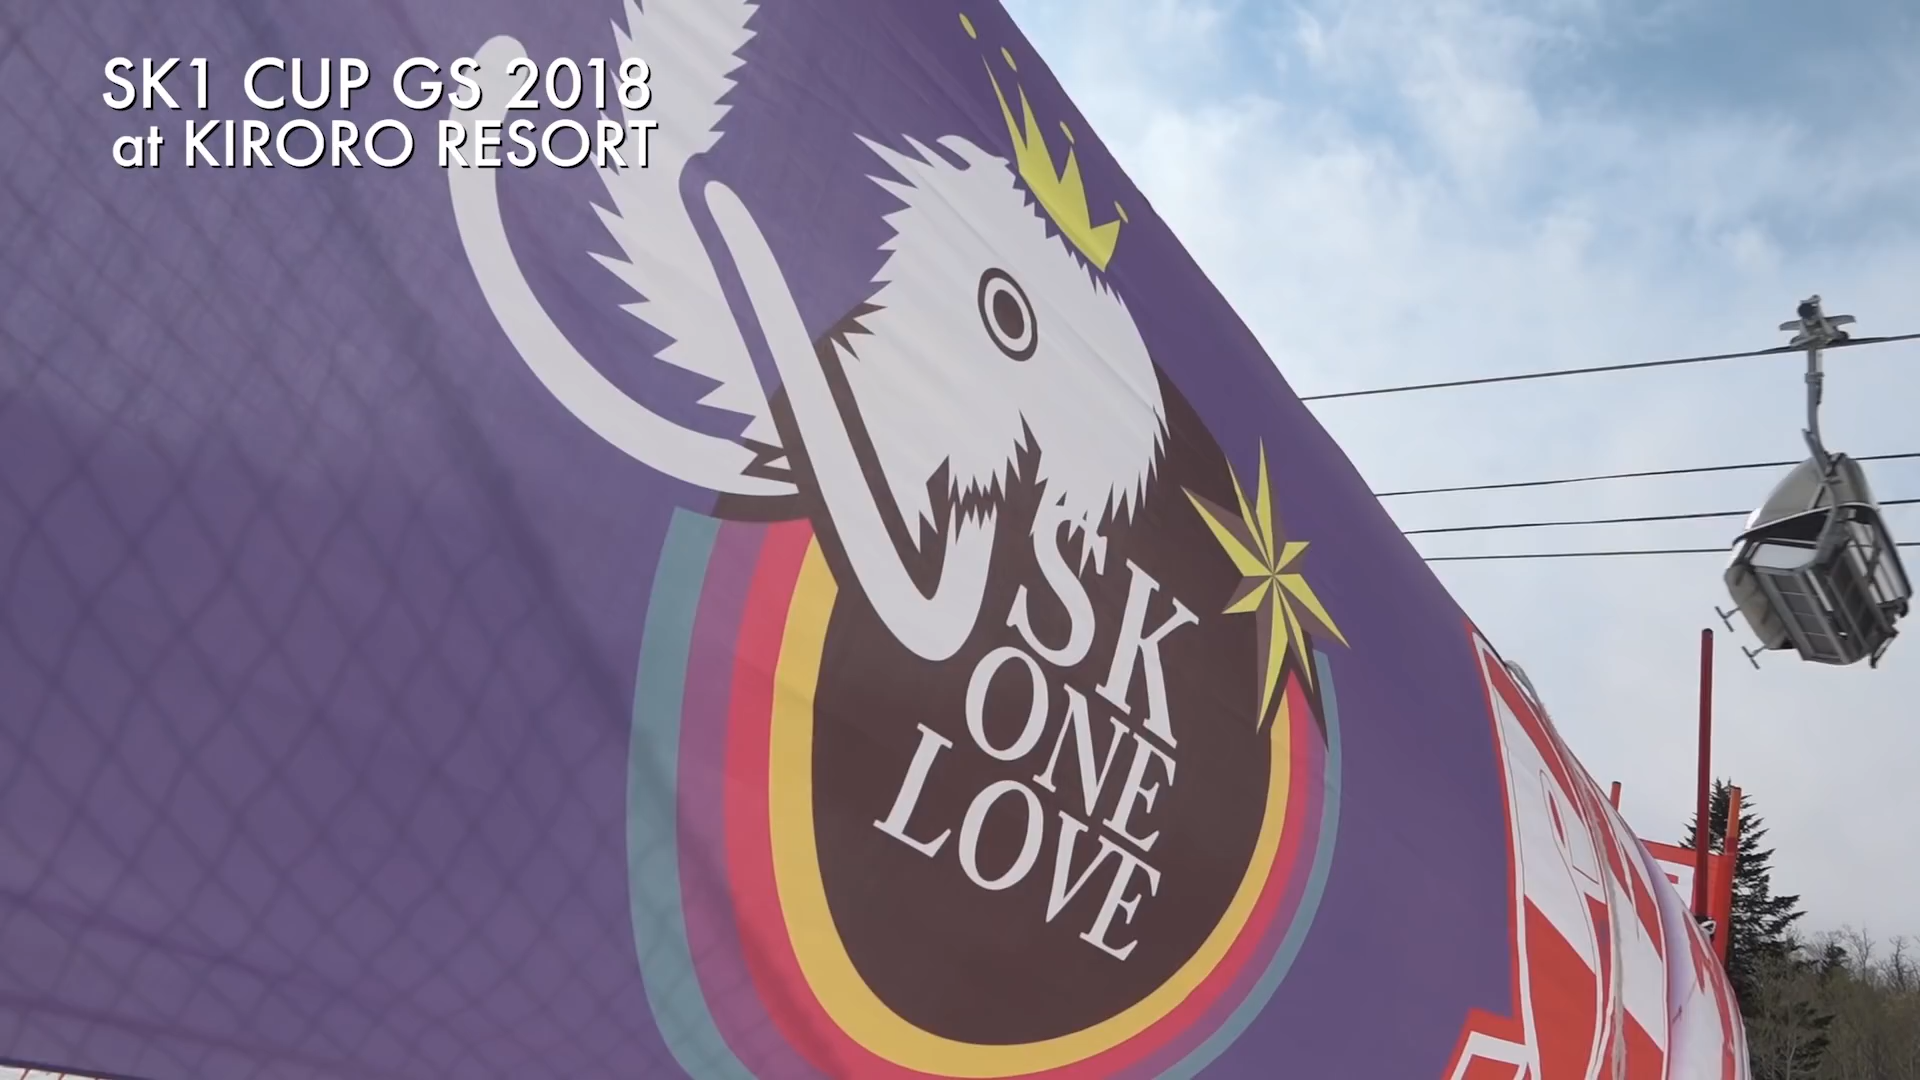 SK1 CUP GS 2018
at KIRORO RESORT
SK
ONE
LOVE